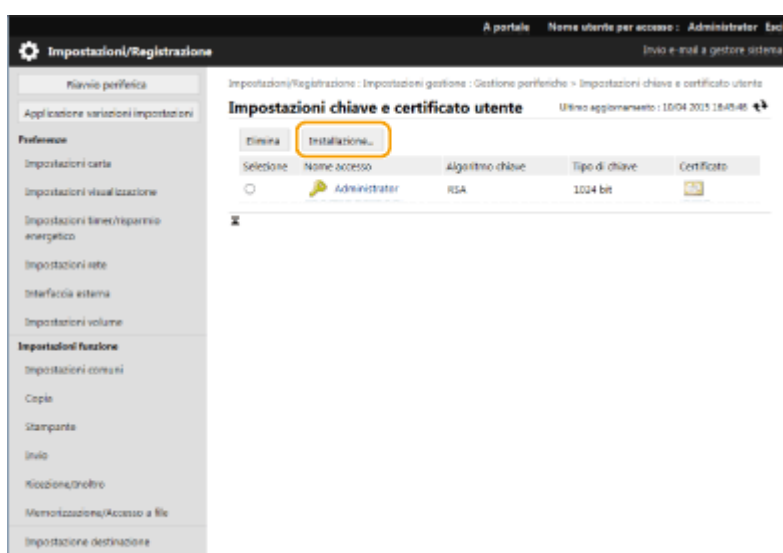 A portale Nome utente per accesso : Administrator Esci
Impostazioni/Registrazione
Invio e-mail a gestore sistema
Riavvio periferica
Applicazione variazioni impostazioni
Preferenze
Impostazioni carta
Impostazioni visualizzazione
Impostazioni timer/risparmio
energetico
Impostazioni rete
Interfaccia esterna
Impostazioni volume
Impostazioni funzione
Impostazioni comuni
Copia
Stampante
Invio
Ricezione/Inoltro
Memorizzazione/Accesso a file
Impostazione destinazione
Impostazioni/Registrazione : Impostazioni gestione : Gestione periferiche > Impostazioni chiave e certificato utente
Impostazioni chiave e certificato utente
Ultimo aggiornamento : 10/04 2015 18:45:46
Elimina Installazione...
Selezione Nome accesso Algoritmo chiave Tipo di chiave Certificato
Administrator RSA 1024 bit